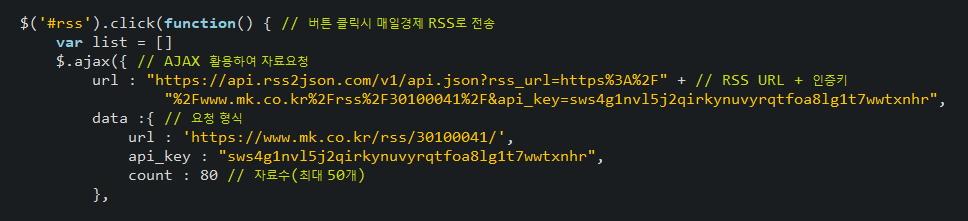 $('#rss').click(function() { // 버튼 클릭시 매일경제 RSS로 전송
var list = []
$.ajax({ // AJAX 활용하여 자료요청
url : "https://api.rss2json.com/v1/api.json?rss_url=https%3A%2F" + // RSS URL + 인증키
"%2Fwww.mk.co.kr%2Frss%2F30100041%2F&api_key=sws4g1nvl5j2qirkynuvyrqtfoa8lg1t7wwtxnhr",
data :{ // 요청 형식
url : 'https://www.mk.co.kr/rss/30100041/',
api_key : "sws4g1nvl5j2qirkynuvyrqtfoa8lg1t7wwtxnhr",
count : 80 // 자료수(최대 50개)
},